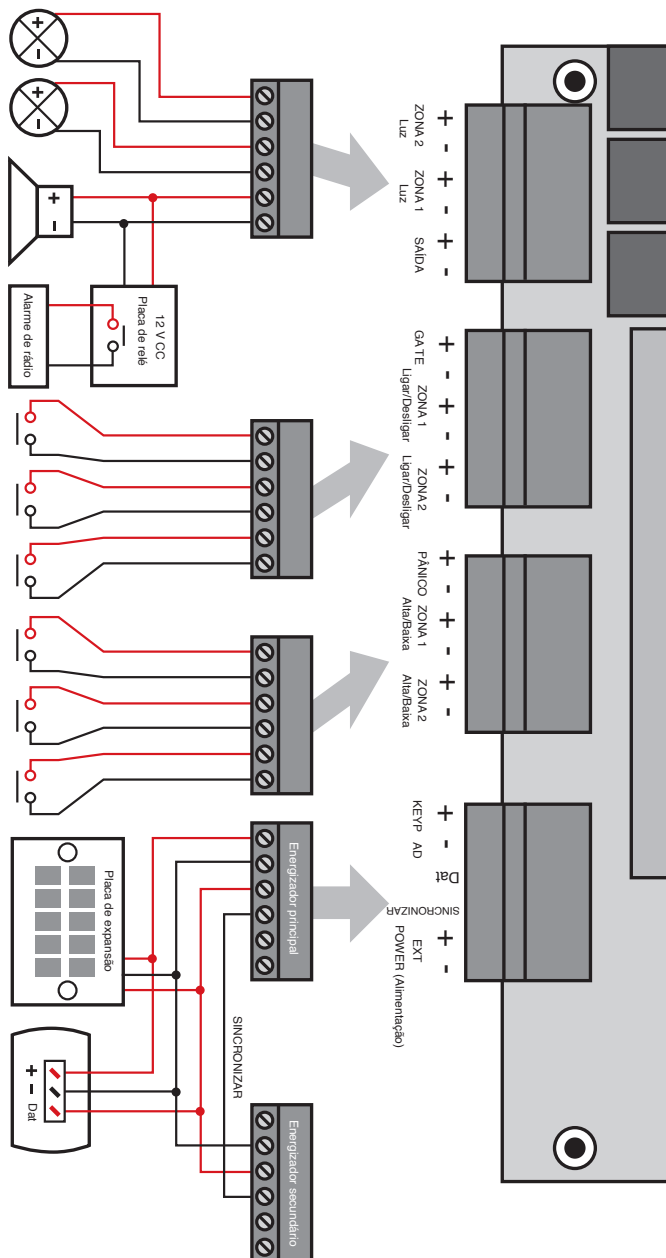 + -
+ -
+ -
12 V CC
Placa de relé
Alarme de rádio
+ - + - + -
ZONA 2
Luz
ZONA 1
Luz
SAÍDA
+ - + - + -
GA TE
ZONA 1
Ligar/Desligar
ZONA 2
Ligar/Desligar
+ - + - + -
PÂNICO
ZONA 1
Alta/Baixa
ZONA 2
Alta/Baixa
+ - + -
KEYP AD
Dat
SINCRONIZAR
EXT
POWER (Alimentação)
Energizador principal
Placa de expansão
SINCRONIZAR
+ - Dat
Energizador secundário